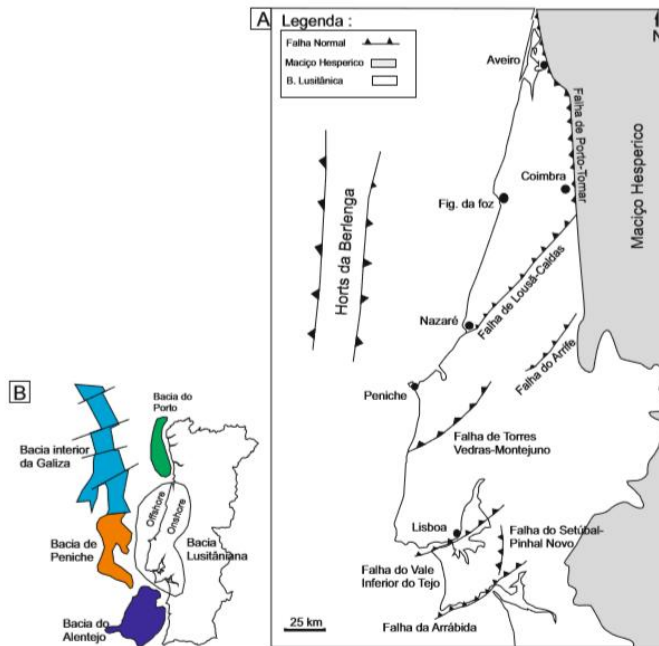 A
Legenda :
Falha Normal
Maciço Hesperico
B. Lusitânica
N
Aveiro
Falha de Porto-Tomar
Maciço Hesperico
Coimbra
Fig. da foz
Horts da Berlenga
Falha de Lousã-Caldas
Nazaré
Falha do Arrife
Peniche
Falha de Torres
Vedras-Montejuno
Lisboa
Falha do Setúbal-
Pinhal Novo
Falha do Vale
Inferior do Tejo
Falha da Arrábida
25 km
B
Bacia do
Porto
Bacia interior
da Galiza
Offshore
Onshore
Bacia
Lusitâniana
Bacia de
Peniche
Bacia do
Alentejo